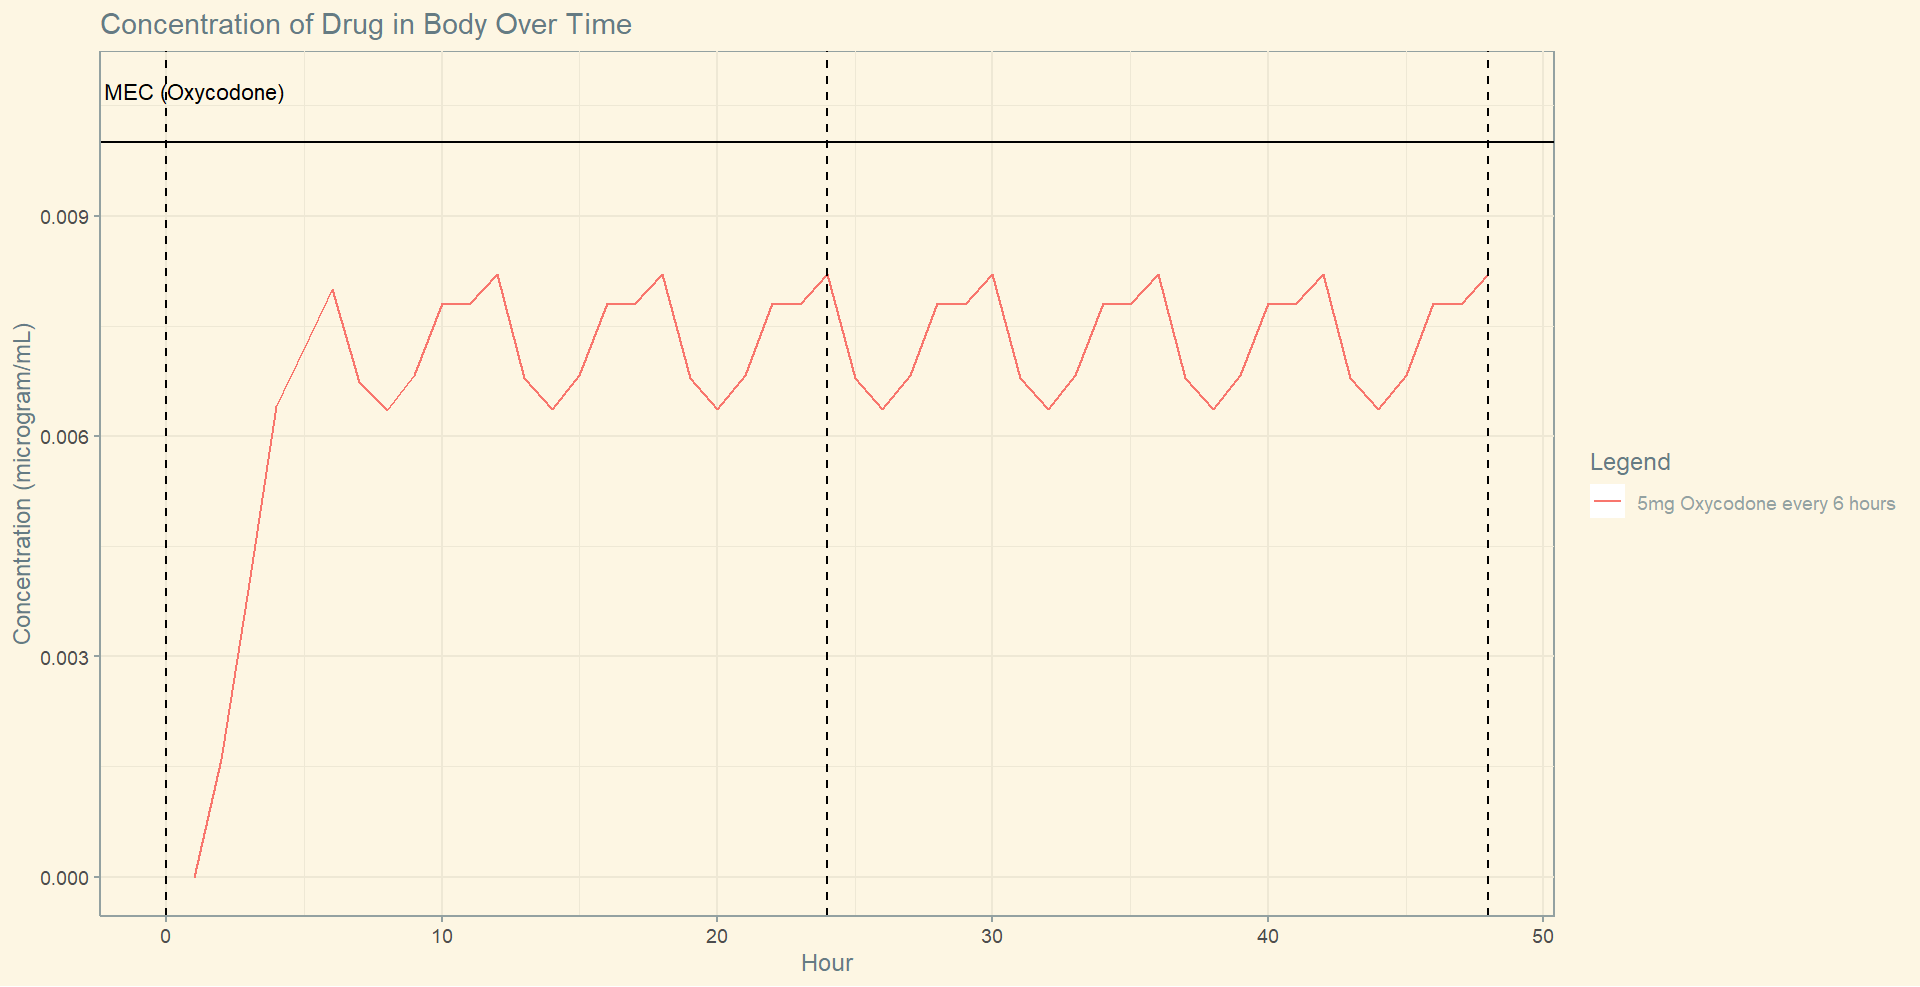 Concentration of Drug in Body Over Time
MEC (Oxycodone)
0.009
0.006
0.003
0.000
Concentration (microgram/mL)
0 10 20 30 40 50
Hour
Legend
5mg Oxycodone every 6 hours